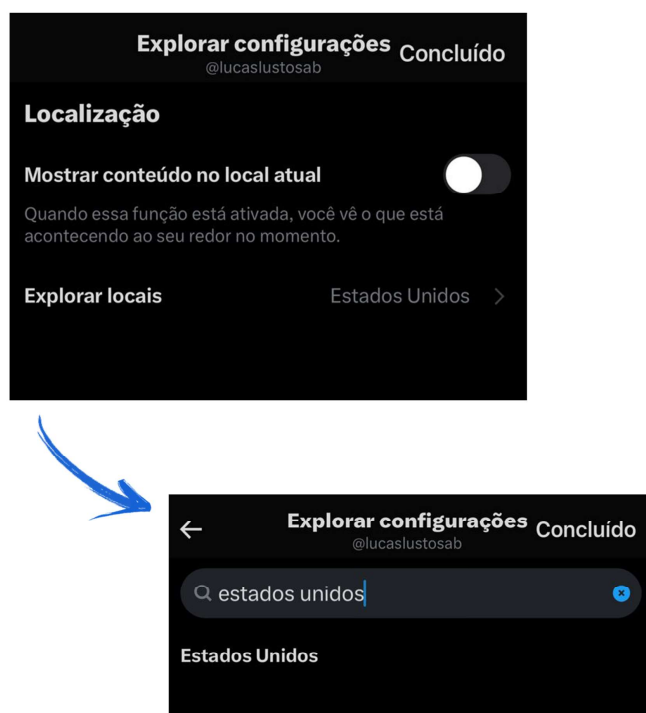 Explorar configurações
Concluído
@lucaslustosab
Localização
Mostrar conteúdo no local atual
Quando essa função está ativada, você vê o que está
acontecendo ao seu redor no momento.
Explorar locais Estados Unidos
Explorar configurações
Concluído
@lucaslustosab
estados unidos
Estados Unidos